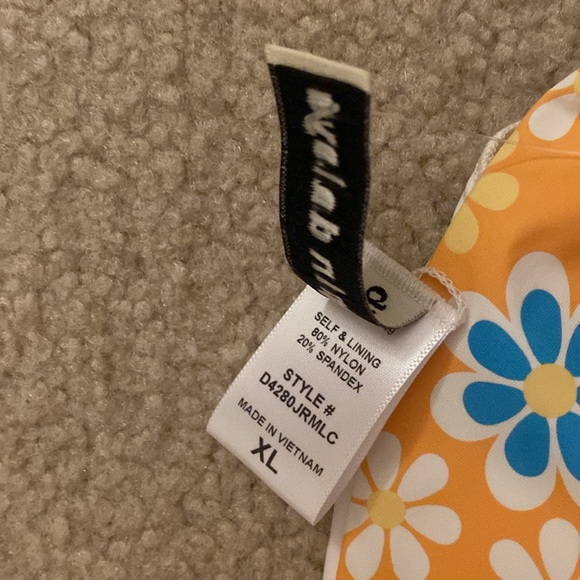 SELF & LINING
80% NYLON
20% SPANDEX
STYLE #
D4280JRMLC
MADE IN VIETNAM
XL